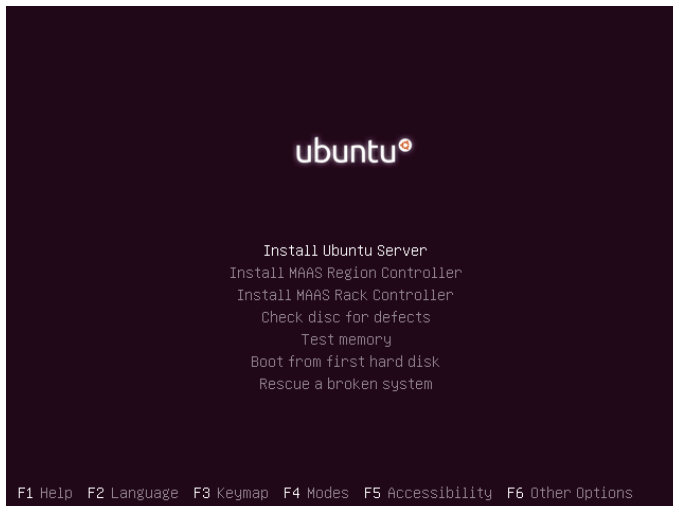 ubuntu
Install Ubuntu Server
Install MAAS Region Controller
Install MAAS Rack Controller
Check disc for defects
Test memory
Boot from first hard disk
Rescue a broken system
F1 Help F2 Language F3 Keymap F4 Modes F5 Accessibility F6 Other Options